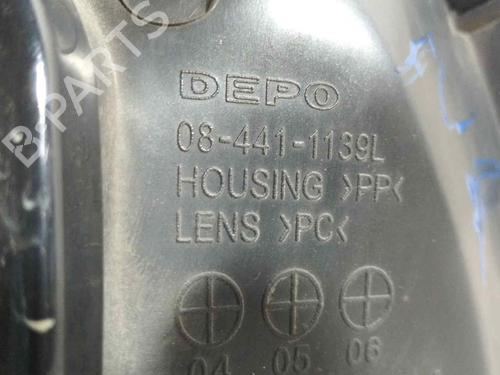 DEPO
08-441-1139L
HOUSING >PP<
LENS >PC<
04 05 06
B-PARTS